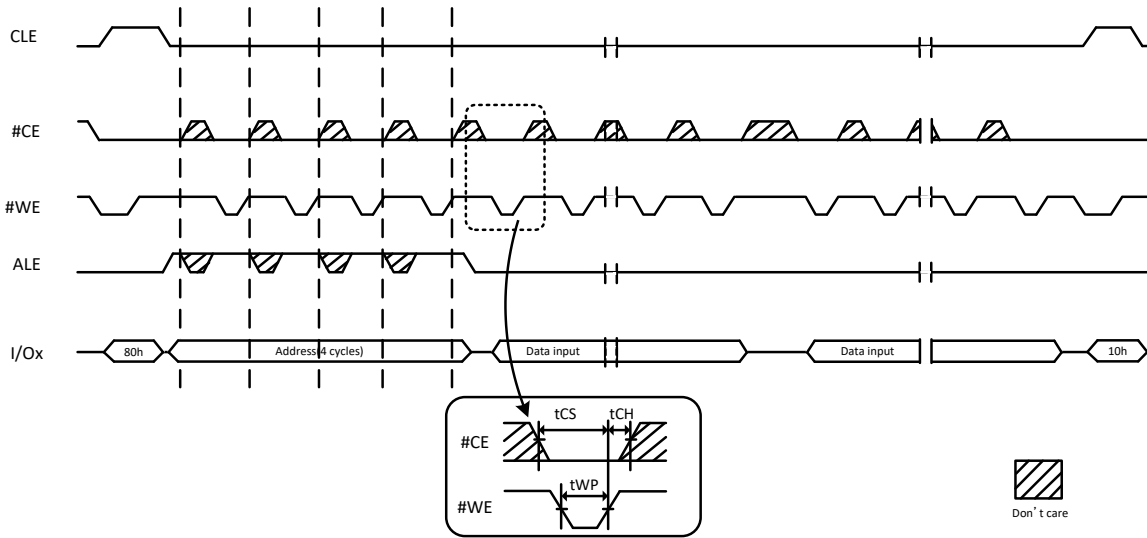 CLE
#CE
#WE
ALE
I/Ox
80h
Address(4 cycles)
Data input
Data input
10h
tCS
tCH
#CE
tWP
#WE
Don't care